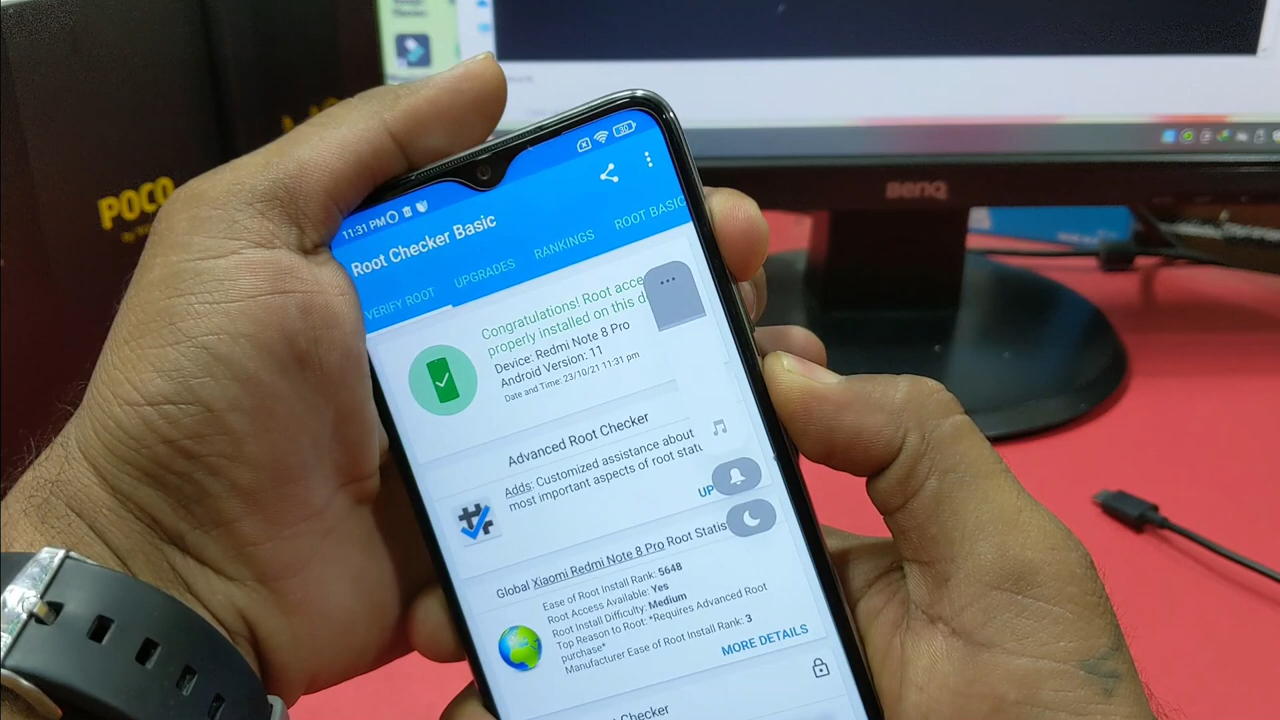 POCO
BenQ
11:31 PM
30
Root Checker Basic
VERIFY ROOT
UPGRADES
RANKINGS
ROOT BASIC
Congratulations! Root acce
properly installed on this d
Device: Redmi Note 8 Pro
Android Version: 11
Date and Time: 23/10/21 11:31 pm
Advanced Root Checker
Adds: Customized assistance about
most important aspects of root stat
UP
Global Xiaomi Redmi Note 8 Pro Root Statis
Ease of Root Install Rank: 5648
Root Access Available: Yes
Root Install Difficulty: Medium
Top Reason to Root: *Requires Advanced Root
purchase*
Manufacturer Ease of Root Install Rank: 3
MORE DETAILS
t Checker